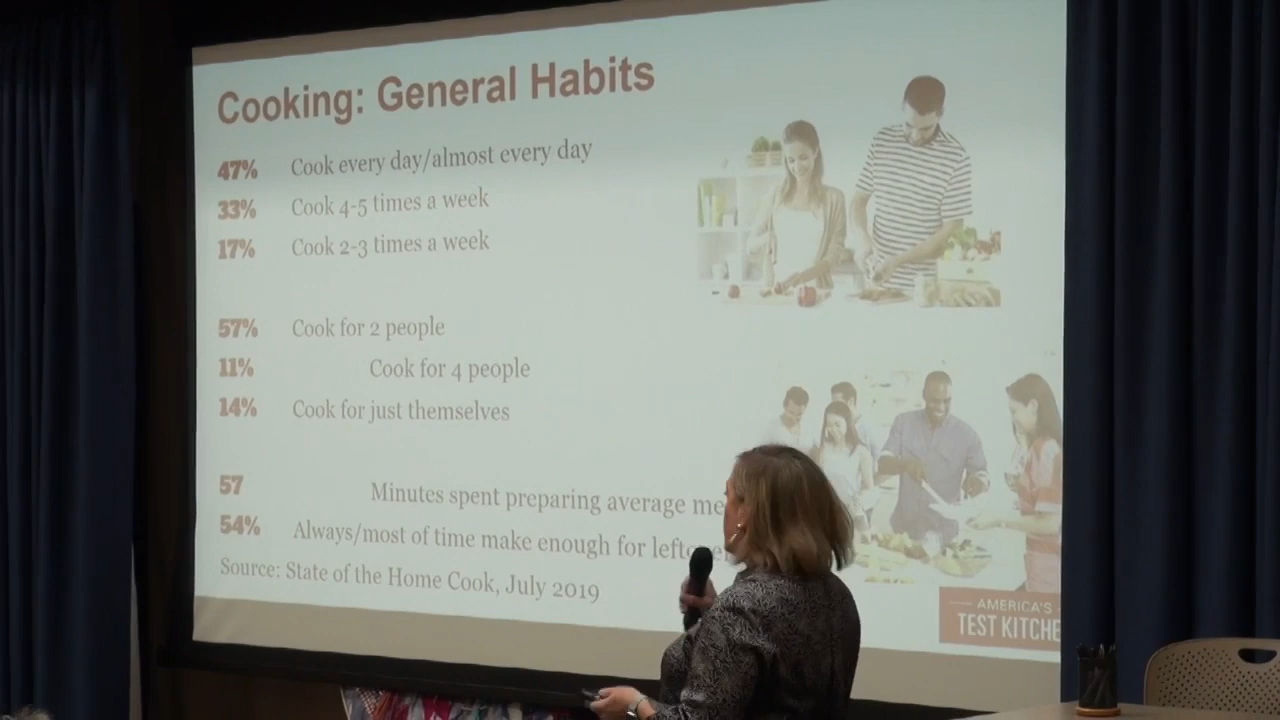 Cooking: General Habits
47% Cook every day/almost every day
33% Cook 4-5 times a week
17% Cook 2-3 times a week
57% Cook for 2 people
11% Cook for 4 people
14% Cook for just themselves
57 Minutes spent preparing average
54% Always/most of time make enough for
Source: State of the Home Cook, July 2019
AMERICA'S
TEST